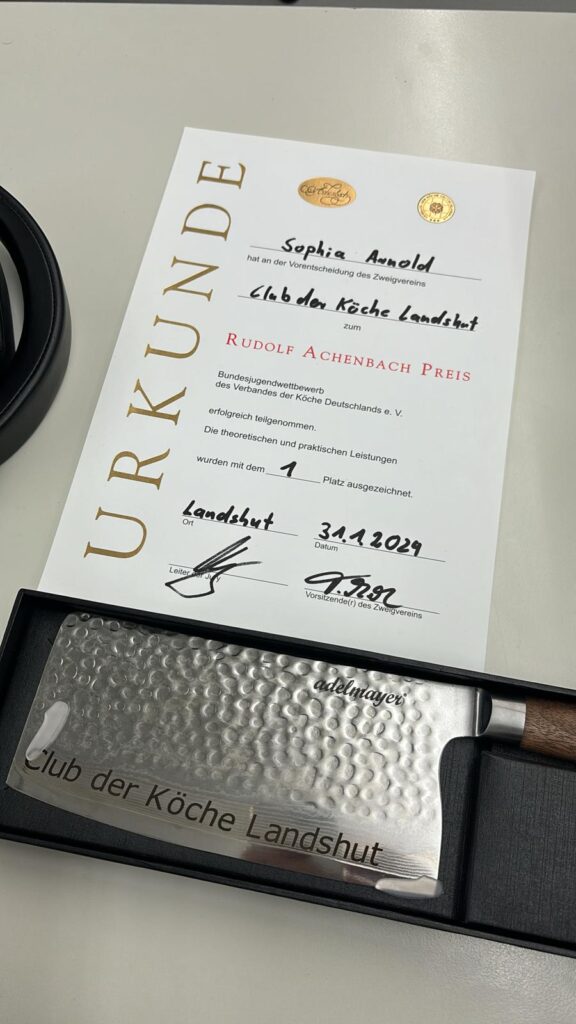 URKUNDE
Sophia Arnold
hat an der Vorentscheidung des Zweigvereins
Club der Köche Landshut
zum
RUDOLF ACHENBACH PREIS
Bundesjugendwettbewerb
des Verbandes der Köche Deutschlands e. V.
erfolgreich teilgenommen.
Die theoretischen und praktischen Leistungen
wurden mit dem 1 Platz ausgezeichnet.
Landshut 31.1.2024
Ort Datum
Leiter der Jury Vorsitzende(r) des Zweigvereins
adelmayer
Club der Köche Landshut